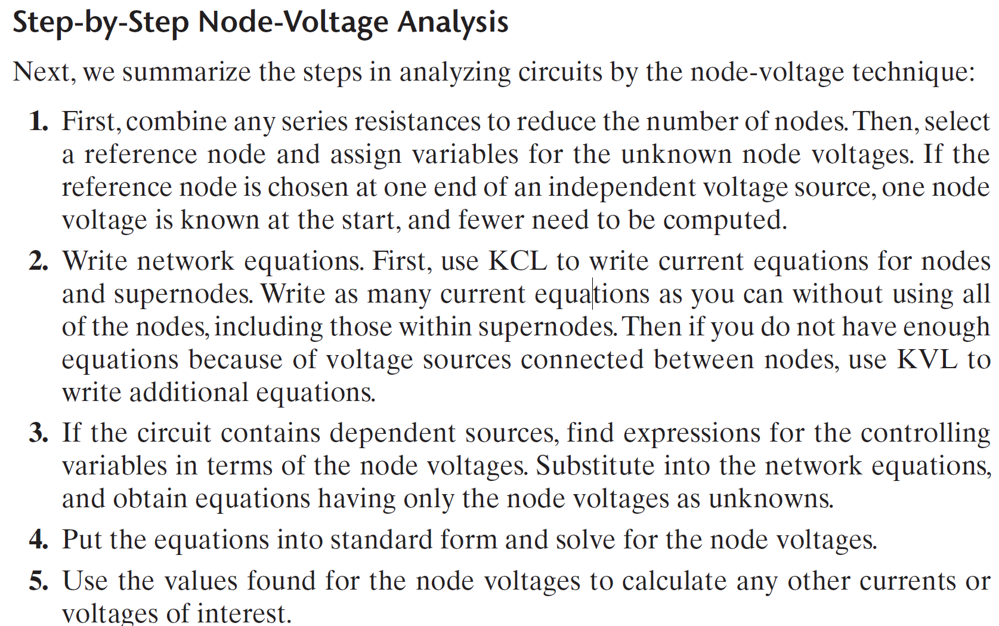 Step-by-Step Node-Voltage Analysis
Next, we summarize the steps in analyzing circuits by the node-voltage technique:
1. First, combine any series resistances to reduce the number of nodes. Then, select
a reference node and assign variables for the unknown node voltages. If the
reference node is chosen at one end of an independent voltage source, one node
voltage is known at the start, and fewer need to be computed.
2. Write network equations. First, use KCL to write current equations for nodes
and supernodes. Write as many current equations as you can without using all
of the nodes, including those within supernodes. Then if you do not have enough
equations because of voltage sources connected between nodes, use KVL to
write additional equations.
3. If the circuit contains dependent sources, find expressions for the controlling
variables in terms of the node voltages. Substitute into the network equations,
and obtain equations having only the node voltages as unknowns.
4. Put the equations into standard form and solve for the node voltages.
5. Use the values found for the node voltages to calculate any other currents or
voltages of interest.